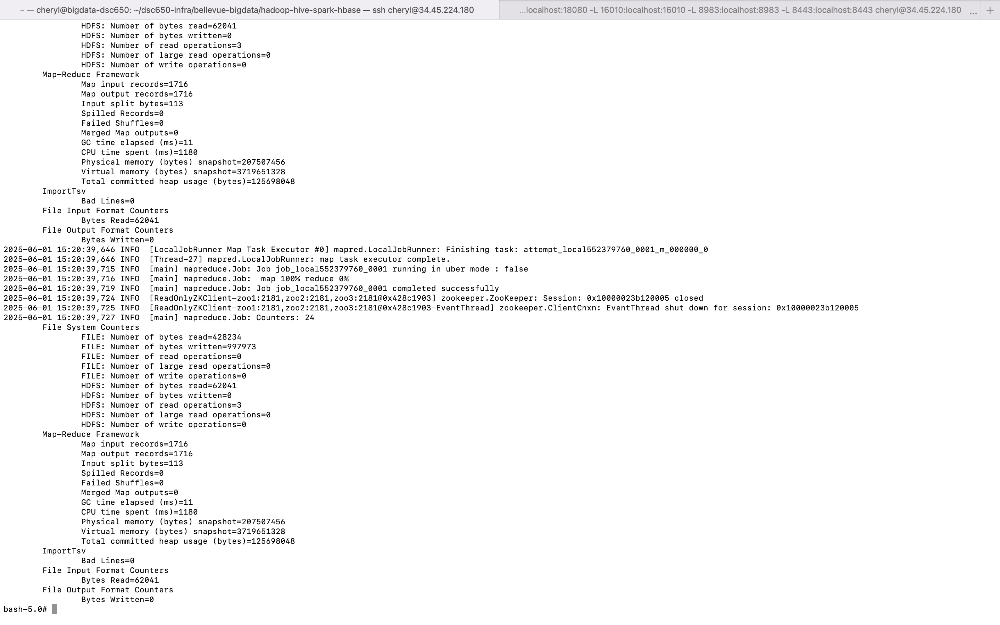 ~ — cheryl@bigdata-dsc650: ~/dsc650-infra/bellevue-bigdata/hadoop-hive-spark-hbase — ssh cheryl@34.45.224.180
...localhost:18080 -L 16010:localhost:16010 -L 8983:localhost:8983 -L 8443:localhost:8443 cheryl@34.45.224.180 ... +
HDFS: Number of bytes read=62041
HDFS: Number of bytes written=0
HDFS: Number of read operations=3
HDFS: Number of large read operations=0
HDFS: Number of write operations=0
Map-Reduce Framework
Map input records=1716
Map output records=1716
Input split bytes=113
Spilled Records=0
Failed Shuffles=0
Merged Map outputs=0
GC time elapsed (ms)=11
CPU time spent (ms)=1180
Physical memory (bytes) snapshot=207507456
Virtual memory (bytes) snapshot=3719651328
Total committed heap usage (bytes)=125698048
ImportTsv
Bad Lines=0
File Input Format Counters
Bytes Read=62041
File Output Format Counters
Bytes Written=0
2025-06-01 15:20:39,646 INFO  [LocalJobRunner Map Task Executor #0] mapred.LocalJobRunner: Finishing task: attempt_local552379760_0001_m_000000_0
2025-06-01 15:20:39,646 INFO  [Thread-27] mapred.LocalJobRunner: map task executor complete.
2025-06-01 15:20:39,715 INFO  [main] mapreduce.Job: Job job_local552379760_0001 running in uber mode : false
2025-06-01 15:20:39,716 INFO  [main] mapreduce.Job:  map 100% reduce 0%
2025-06-01 15:20:39,719 INFO  [main] mapreduce.Job: Job job_local552379760_0001 completed successfully
2025-06-01 15:20:39,724 INFO  [ReadOnlyZKClient-zoo1:2181,zoo2:2181,zoo3:2181@0x428c1903] zookeeper.ZooKeeper: Session: 0x10000023b120005 closed
2025-06-01 15:20:39,725 INFO  [ReadOnlyZKClient-zoo1:2181,zoo2:2181,zoo3:2181@0x428c1903-EventThread] zookeeper.ClientCnxn: EventThread shut down for session: 0x10000023b120005
2025-06-01 15:20:39,727 INFO  [main] mapreduce.Job: Counters: 24
File System Counters
FILE: Number of bytes read=428234
FILE: Number of bytes written=997973
FILE: Number of read operations=0
FILE: Number of large read operations=0
FILE: Number of write operations=0
HDFS: Number of bytes read=62041
HDFS: Number of bytes written=0
HDFS: Number of read operations=3
HDFS: Number of large read operations=0
HDFS: Number of write operations=0
Map-Reduce Framework
Map input records=1716
Map output records=1716
Input split bytes=113
Spilled Records=0
Failed Shuffles=0
Merged Map outputs=0
GC time elapsed (ms)=11
CPU time spent (ms)=1180
Physical memory (bytes) snapshot=207507456
Virtual memory (bytes) snapshot=3719651328
Total committed heap usage (bytes)=125698048
ImportTsv
Bad Lines=0
File Input Format Counters
Bytes Read=62041
File Output Format Counters
Bytes Written=0
bash-5.0#